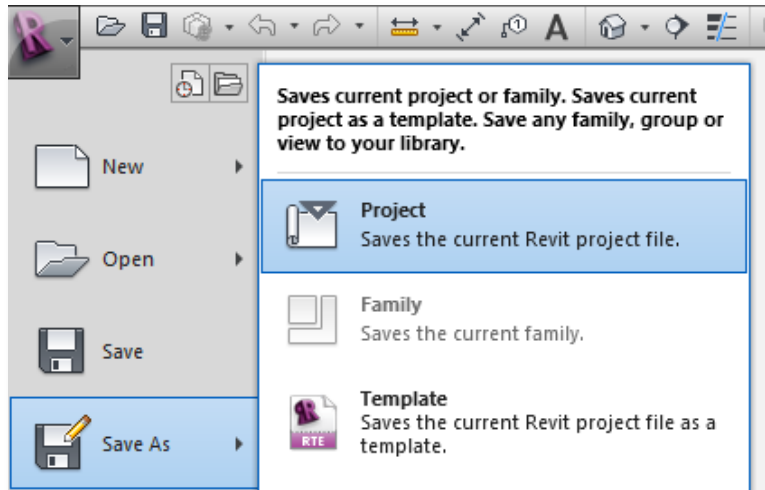 R
1
A
Saves current project or family. Saves current
project as a template. Save any family, group or
view to your library.
New
Open
Save
Save As
Project
Saves the current Revit project file.
Family
Saves the current family.
Template
Saves the current Revit project file as a
template.
R
RTE